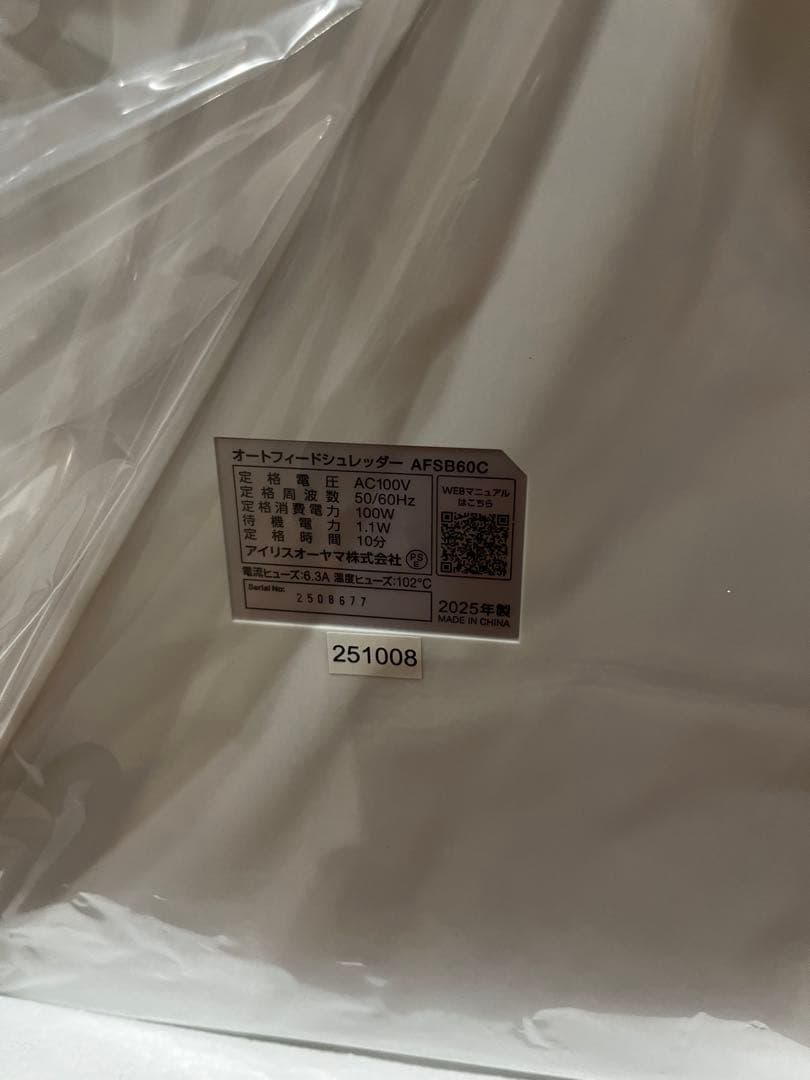 オートフィードシュレッダー AFSB60C
定格電圧 AC100V
定格周波数 50/60Hz
定格消費電力 100W
待機電力 1.1W
定格時間 10分
アイリスオーヤマ株式会社 PSE
WEBマニュアル
はこちら
電流ヒューズ:6.3A 温度ヒューズ:102℃
Serial No:
2508677
2025年製
MADE IN CHINA
251008